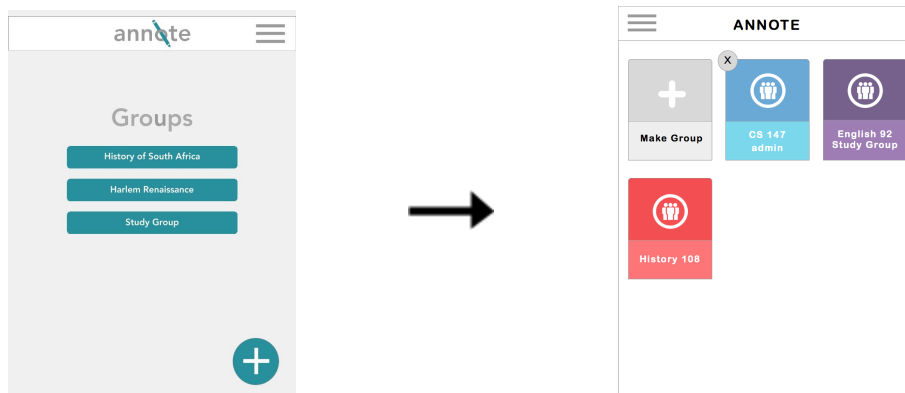 annote
Groups
History of South Africa
Harlem Renaissance
Study Group
ANNOTE
X
Make Group
CS 147
admin
English 92
Study Group
History 108